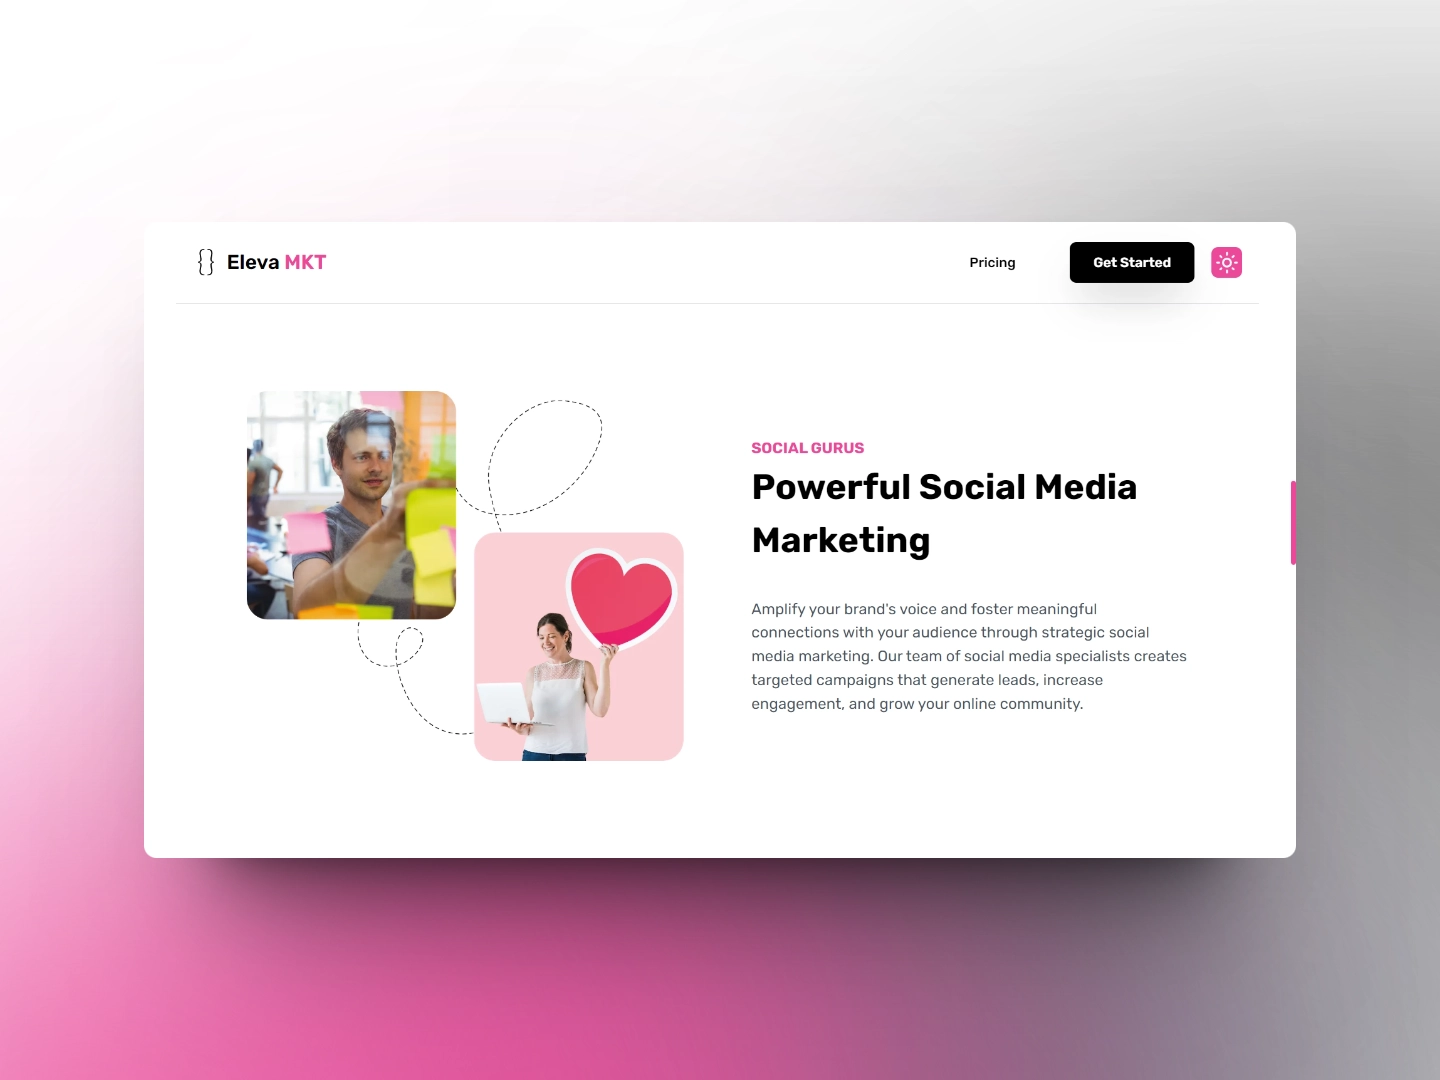 Eleva MKT
Pricing
Get Started
SOCIAL GURUS
Powerful Social Media
Marketing
Amplify your brand's voice and foster meaningful
connections with your audience through strategic social
media marketing. Our team of social media specialists creates
targeted campaigns that generate leads, increase
engagement, and grow your online community.